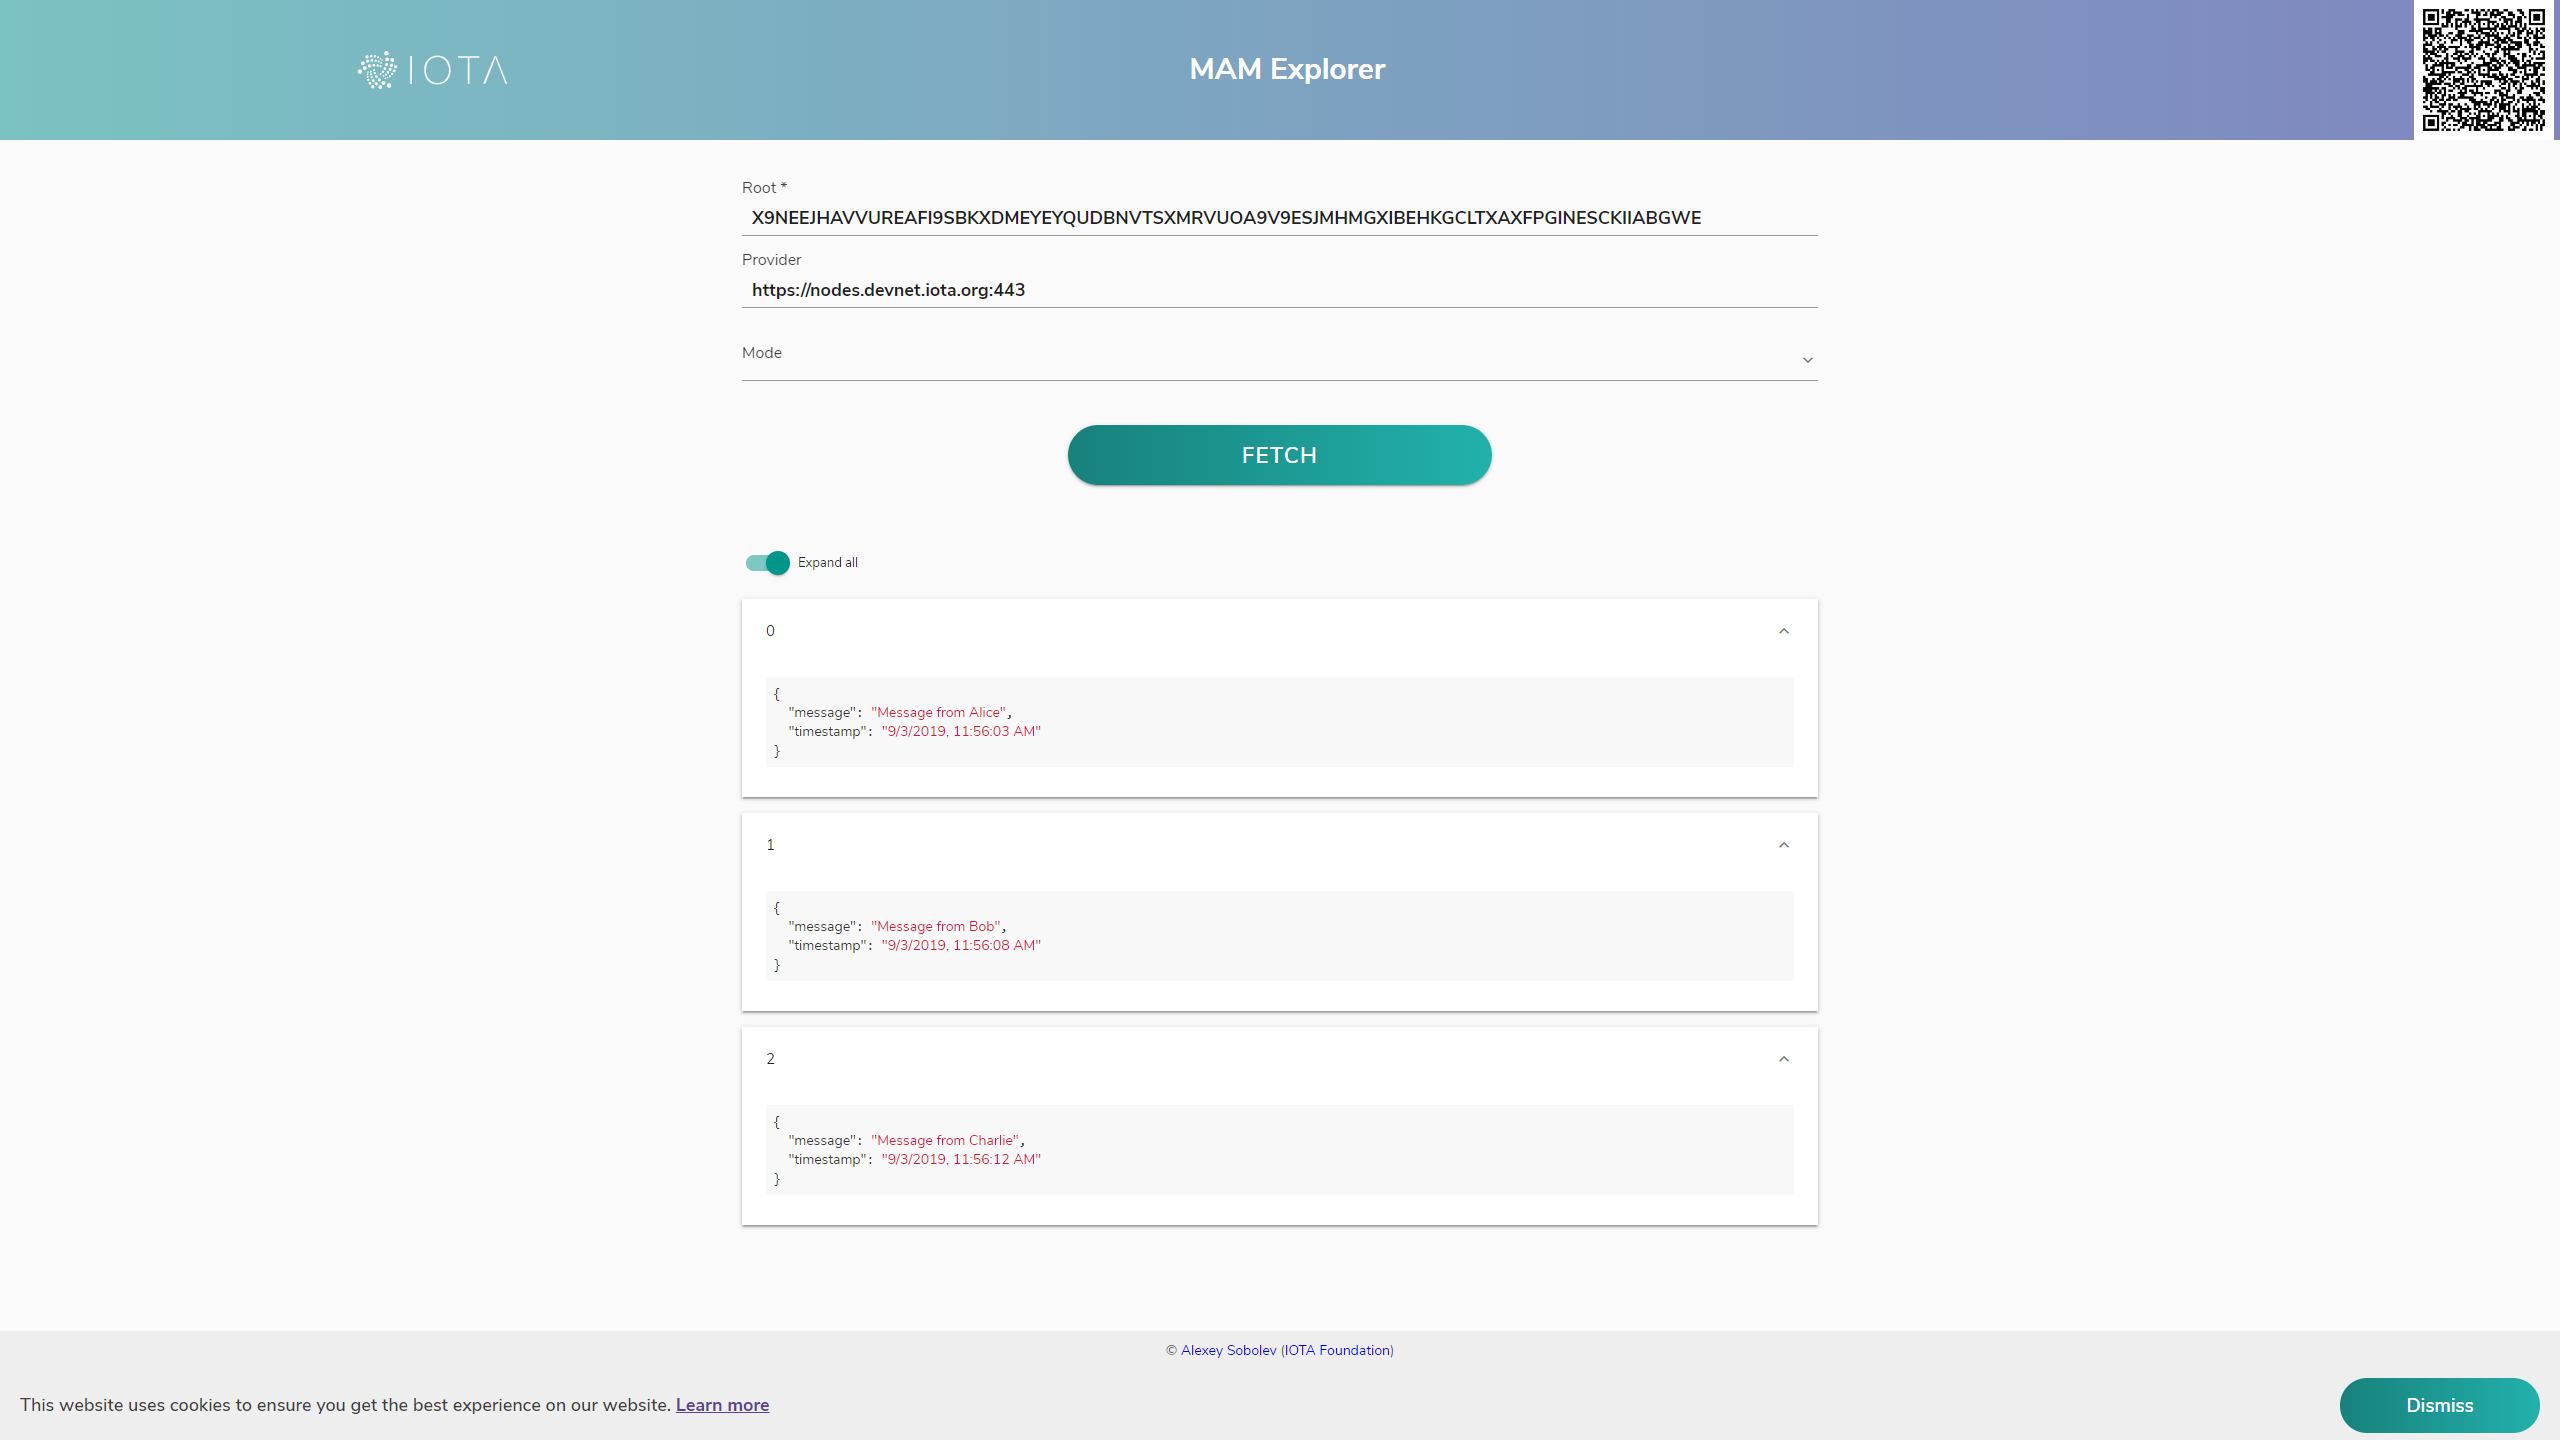 IOTA
MAM Explorer
Root *
X9NEEJHAVVUREAFI9SBKXDMEYEYQUDBNVTSXMRVUOA9V9ESJMHMGXIBEHKGCLTXAXFPGINESCKIIABGWE
Provider
https://nodes.devnet.iota.org:443
Mode
FETCH
Expand all
0
{
"message": "Message from Alice",
"timestamp": "9/3/2019, 11:56:03 AM"
}
1
{
"message": "Message from Bob",
"timestamp": "9/3/2019, 11:56:08 AM"
}
2
{
"message": "Message from Charlie",
"timestamp": "9/3/2019, 11:56:12 AM"
}
© Alexey Sobolev (IOTA Foundation)
This website uses cookies to ensure you get the best experience on our website. Learn more
Dismiss